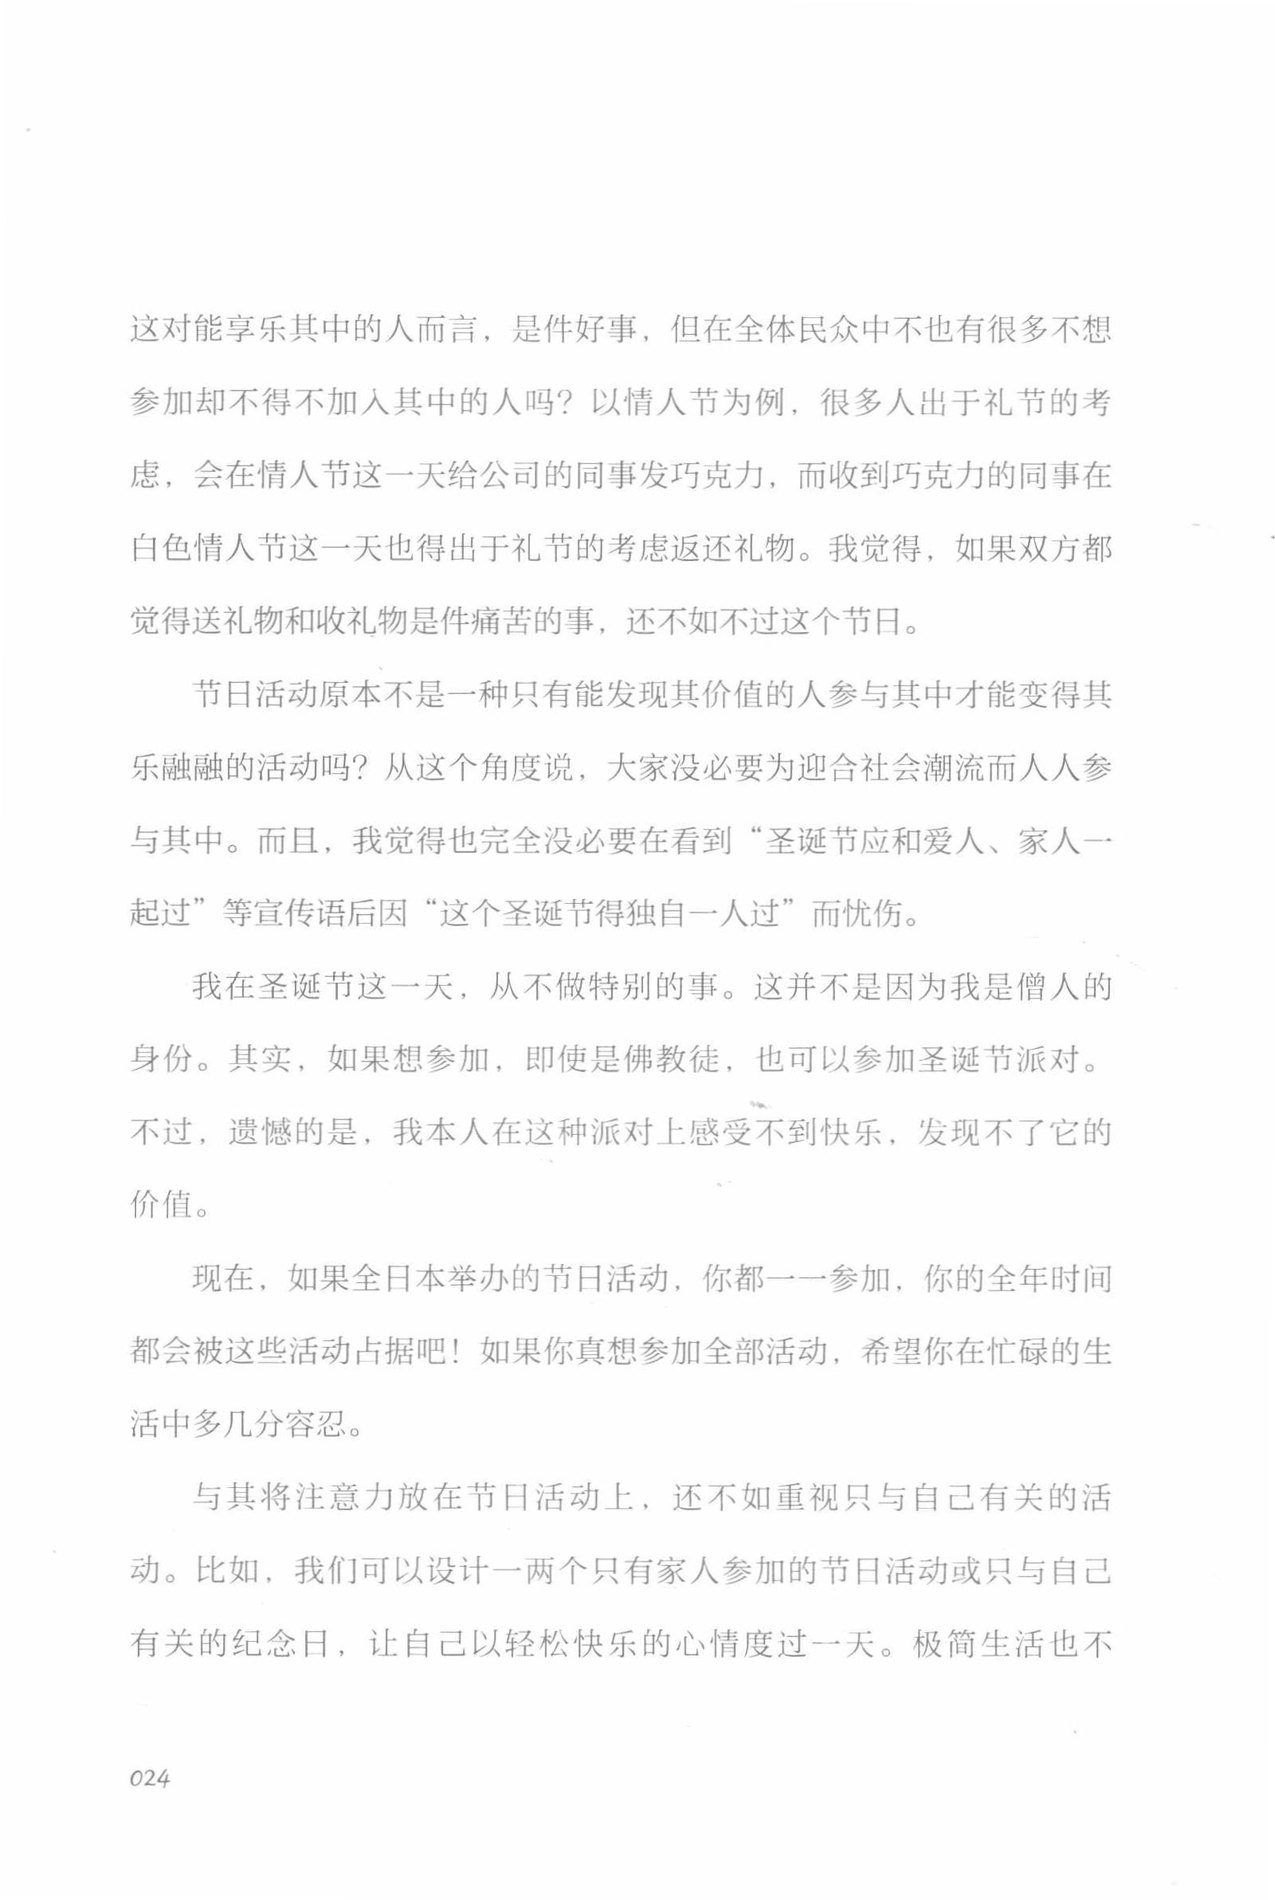 这对能享乐其中的人而言，是件好事，但在全体民众中不也有很多不想
参加却不得不加入其中的人吗？以情人节为例，很多人出于礼节的考
虑，会在情人节这一天给公司的同事发巧克力，而收到巧克力的同事在
白色情人节这一天也得出于礼节的考虑返还礼物。我觉得，如果双方都
觉得送礼物和收礼物是件痛苦的事，还不如不过这个节日。
节日活动原本不是一种只有能发现其价值的人参与其中才能变得其
乐融融的活动吗？从这个角度说，大家没必要为迎合社会潮流而人人参
与其中。而且，我觉得也完全没必要在看到“圣诞节应和爱人、家人一
起过”等宣传语后因“这个圣诞节得独自一人过”而忧伤。
我在圣诞节这一天，从不做特别的事。这并不是因为我是僧人的
身份。其实，如果想参加，即使是佛教徒，也可以参加圣诞节派对。
不过，遗憾的是，我本人在这种派对上感受不到快乐，发现不了它的
价值。
现在，如果全日本举办的节日活动，你都一一参加，你的全年时间
都会被这些活动占据吧！如果你真想参加全部活动，希望你在忙碌的生
活中多几分容忍。
与其将注意力放在节日活动上，还不如重视只与自己有关的活
动。比如，我们可以设计一两个只有家人参加的节日活动或只与自己
有关的纪念日，让自己以轻松快乐的心情度过一天。极简生活也不
024